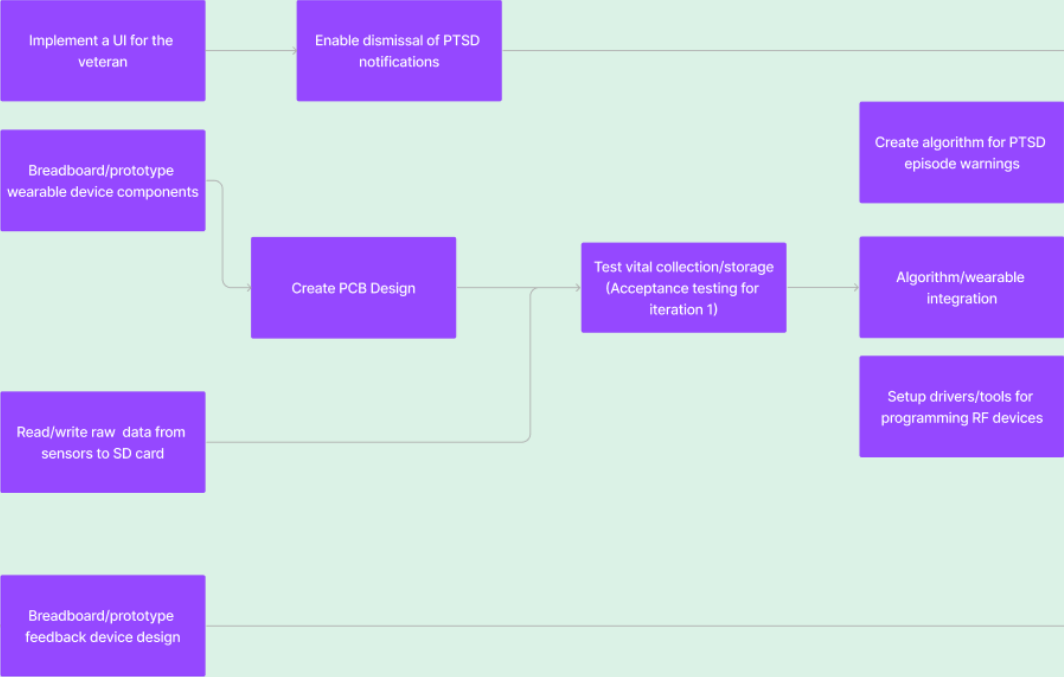 Implement a UI for the
veteran
Enable dismissal of PTSD
notifications
Breadboard/prototype
wearable device components
Create algorithm for PTSD
episode warnings
Create PCB Design
Test vital collection/storage
(Acceptance testing for
iteration 1)
Algorithm/wearable
integration
Setup drivers/tools for
programming RF devices
Read/write raw  data from
sensors to SD card
Breadboard/prototype
feedback device design